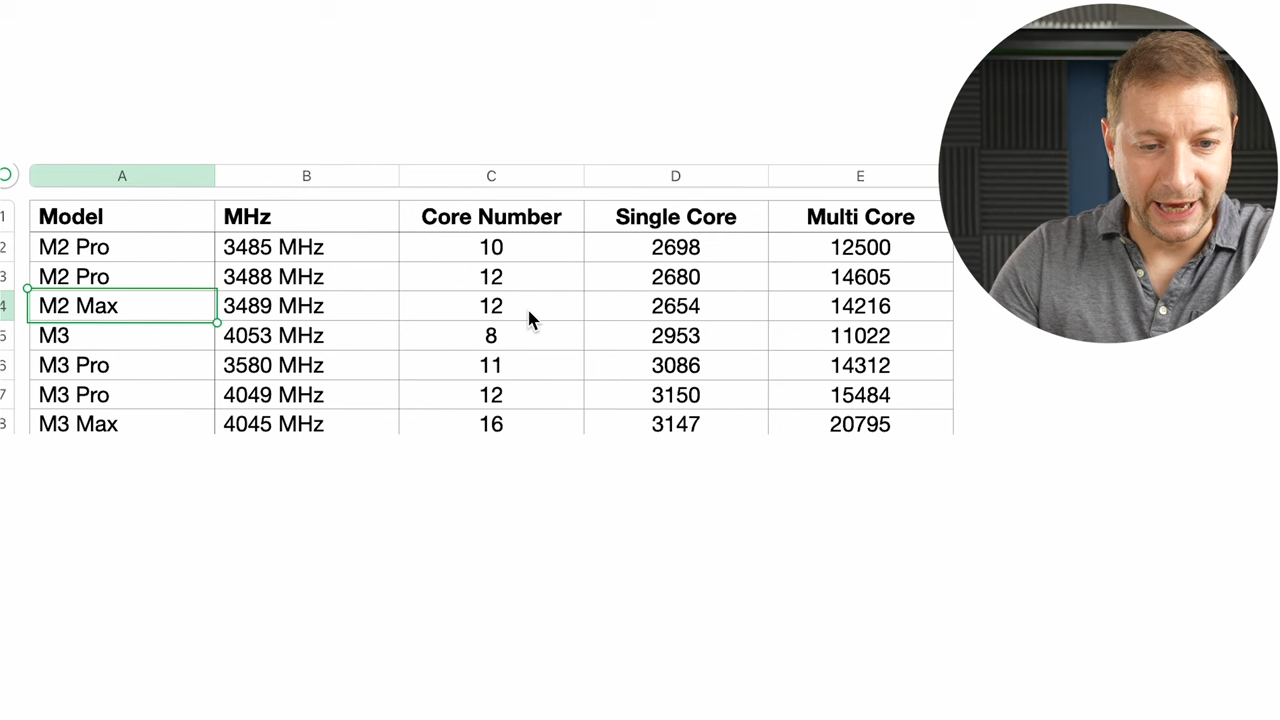 A B C D E
1 Model MHz Core Number Single Core Multi Core
2 M2 Pro 3485 MHz 10 2698 12500
3 M2 Pro 3488 MHz 12 2680 14605
4 M2 Max 3489 MHz 12 2654 14216
5 M3 4053 MHz 8 2953 11022
6 M3 Pro 3580 MHz 11 3086 14312
7 M3 Pro 4049 MHz 12 3150 15484
M3 Max 4045 MHz 16 3147 20795